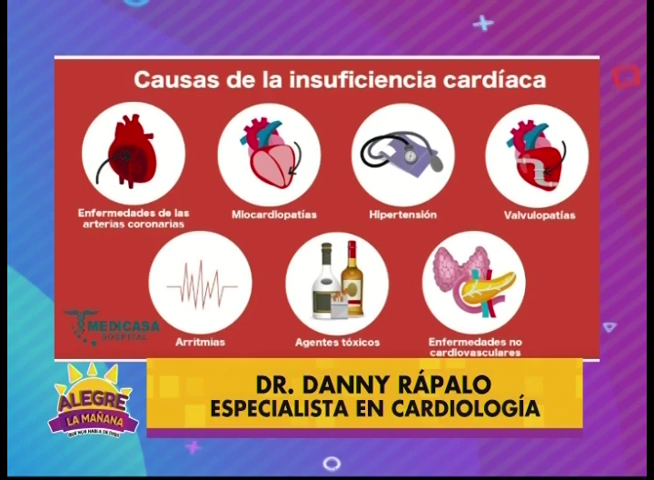 Causas de la insuficiencia cardíaca
Enfermedades de las
arterias coronarias
Miocardiopatías
Hipertensión
Valvulopatías
MEDICASA
HOSPITAL
Arritmias
Agentes tóxicos
Enfermedades no
cardiovasculares
ALEGRE
LA MAÑANA
DR. DANNY RÁPALO
ESPECIALISTA EN CARDIOLOGÍA